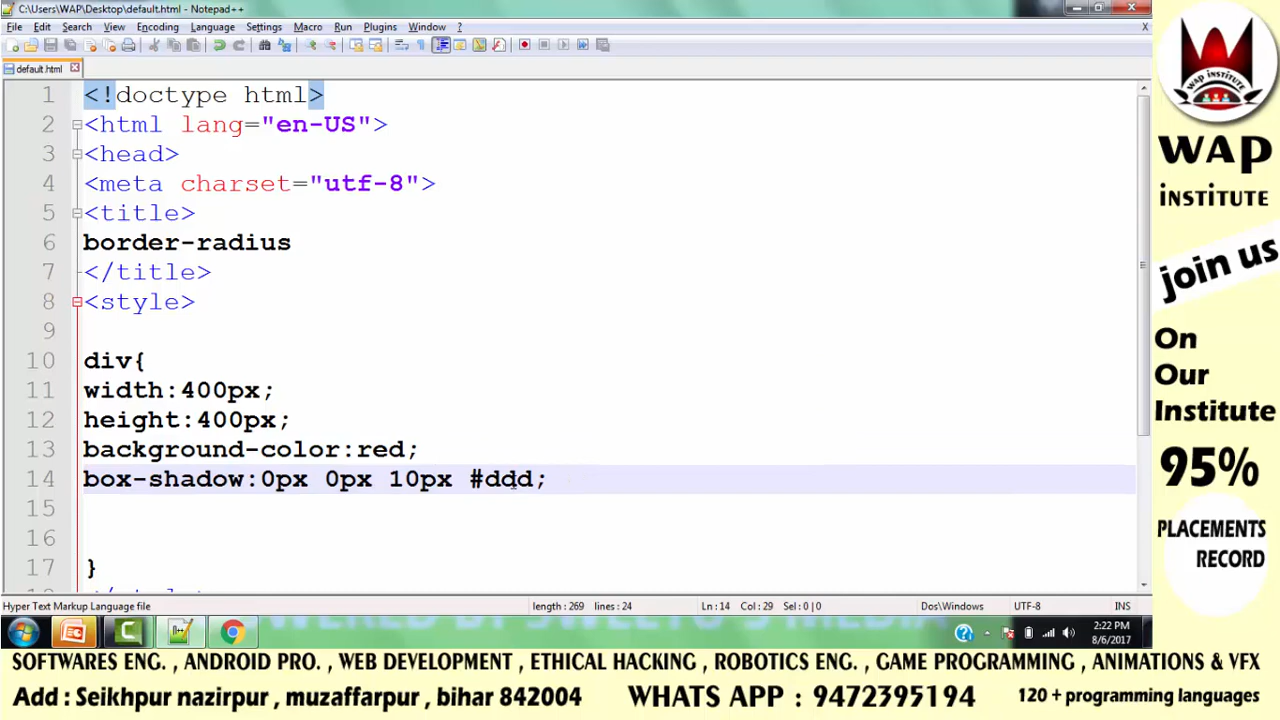 C:\Users\WAP\Desktop\default.html - Notepad++
File Edit Search View Encoding Language Settings Macro Run Plugins Window ? X
default.html
1 <!doctype html>
2 <html lang="en-US">
3 <head>
4 <meta charset="utf-8">
5 <title>
6 border-radius
7 </title>
8 <style>
9
10 div{
11 width:400px;
12 height:400px;
13 background-color:red;
14 box-shadow:0px 0px 10px #ddd;
15
16
17 }
Hyper Text Markup Language file length : 269 lines : 24 Ln : 14 Col : 29 Sel : 0 | 0 Dos\Windows UTF-8 INS
2:22 PM
8/6/2017
wap institute
WAP
institute
join us
On
Our
Institute
95%
PLACEMENTS
RECORD
SOFTWARES ENG. , ANDROID PRO. , WEB DEVELOPMENT , ETHICAL HACKING , ROBOTICS ENG. , GAME PROGRAMMING , ANIMATIONS & VFX
Add : Seikhpur nazirpur , muzaffarpur , bihar 842004 WHATS APP : 9472395194 120 + programming languages